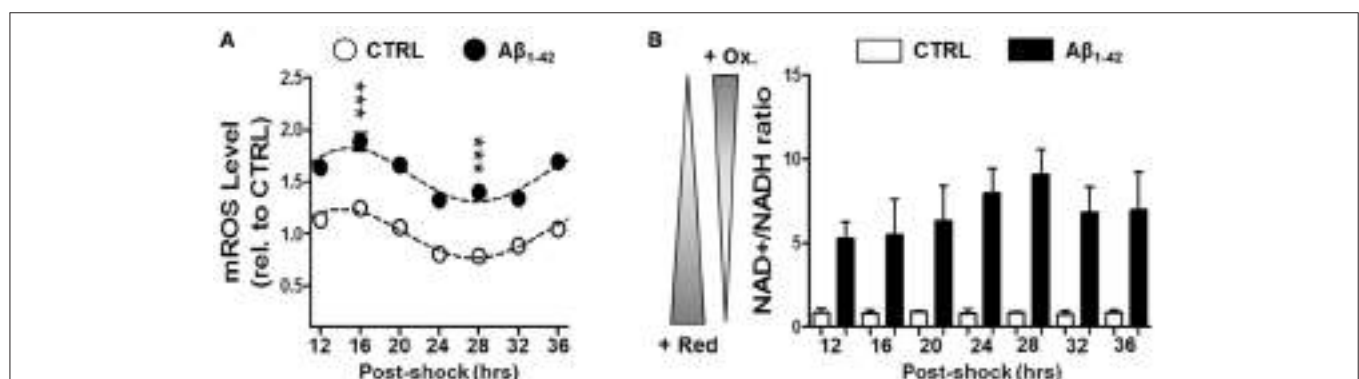 A
CTRL
Aβ1-42
mROS Level
(rel. to CTRL)
2.5
2.0
1.5
1.0
0.5
***
***
12 16 20 24 28 32 36
Post-shock (hrs)
B
CTRL
Aβ1-42
+ Ox.
+ Red
NAD+/NADH ratio
15
10
5
0
12 16 20 24 28 32 36
Post-shock (hrs)